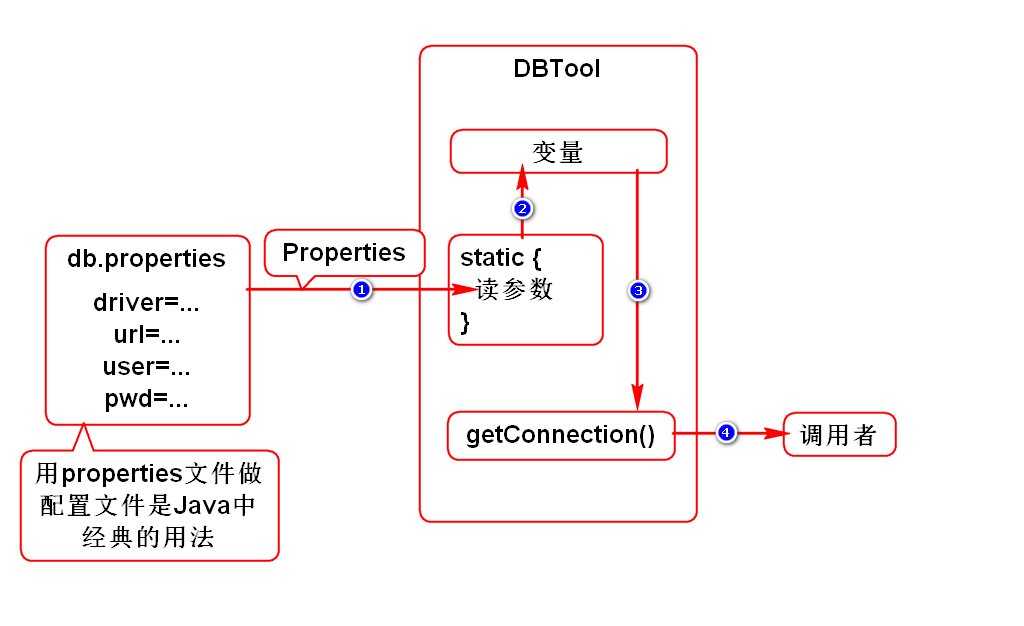 DBTool
变量
2
db.properties
driver=...
url=...
user=...
pwd=...
Properties
1
static {
读参数
}
3
getConnection()
4
调用者
用properties文件做
配置文件是Java中
经典的用法